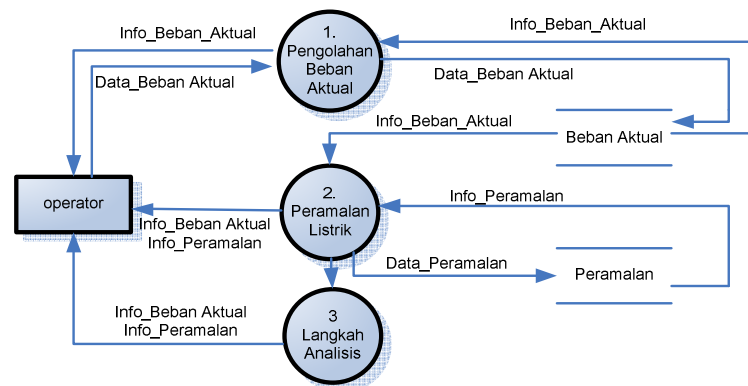 Info_Beban_Aktual
1.
Pengolahan
Beban
Aktual
Info_Beban_Aktual
Data_Beban Aktual
Data_Beban Aktual
Info_Beban_Aktual
Beban Aktual
operator
2.
Peramalan
Listrik
Info_Peramalan
Info_Beban Aktual
Info_Peramalan
Data_Peramalan
Peramalan
Info_Beban Aktual
Info_Peramalan
3
Langkah
Analisis